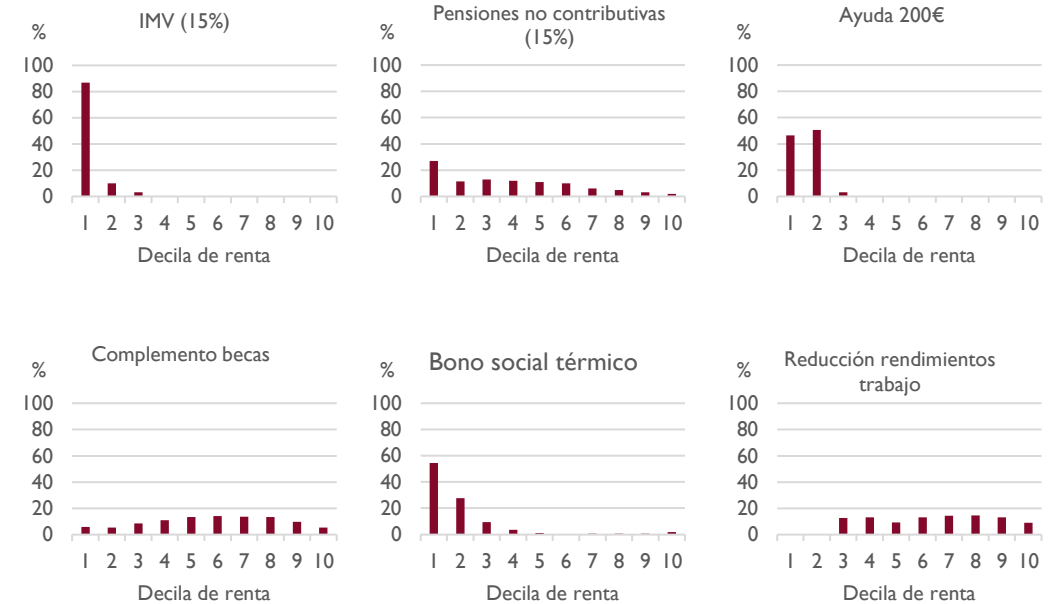 IMV (15%)
%
100
80
60
40
20
0
1 2 3 4 5 6 7 8 9 10
Decila de renta
Pensiones no contributivas
(15%)
%
100
80
60
40
20
0
1 2 3 4 5 6 7 8 9 10
Decila de renta
Ayuda 200€
%
100
80
60
40
20
0
1 2 3 4 5 6 7 8 9 10
Decila de renta
Complemento becas
%
100
80
60
40
20
0
1 2 3 4 5 6 7 8 9 10
Decila de renta
Bono social térmico
%
100
80
60
40
20
0
1 2 3 4 5 6 7 8 9 10
Decila de renta
Reducción rendimientos
trabajo
%
100
80
60
40
20
0
1 2 3 4 5 6 7 8 9 10
Decila de renta